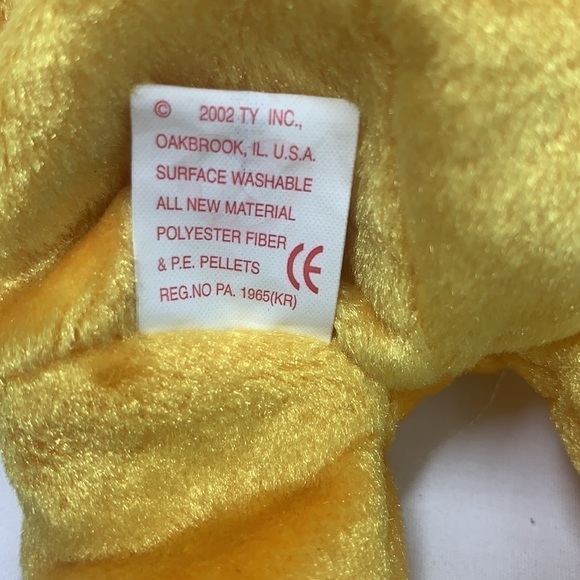 © 2002 TY INC.,
OAKBROOK, IL. U.S.A.
SURFACE WASHABLE
ALL NEW MATERIAL
POLYESTER FIBER
& P.E. PELLETS CE
REG.NO PA. 1965(KR)